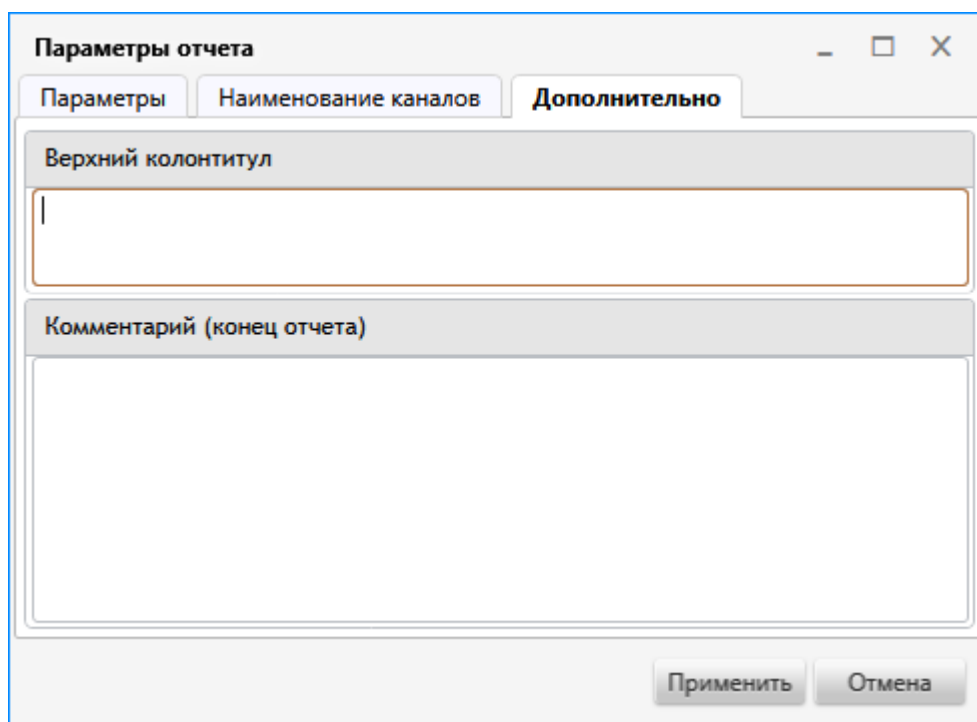 Параметры отчета
Параметры Наименование каналов Дополнительно
Верхний колонтитул
Комментарий (конец отчета)
Применить Отмена